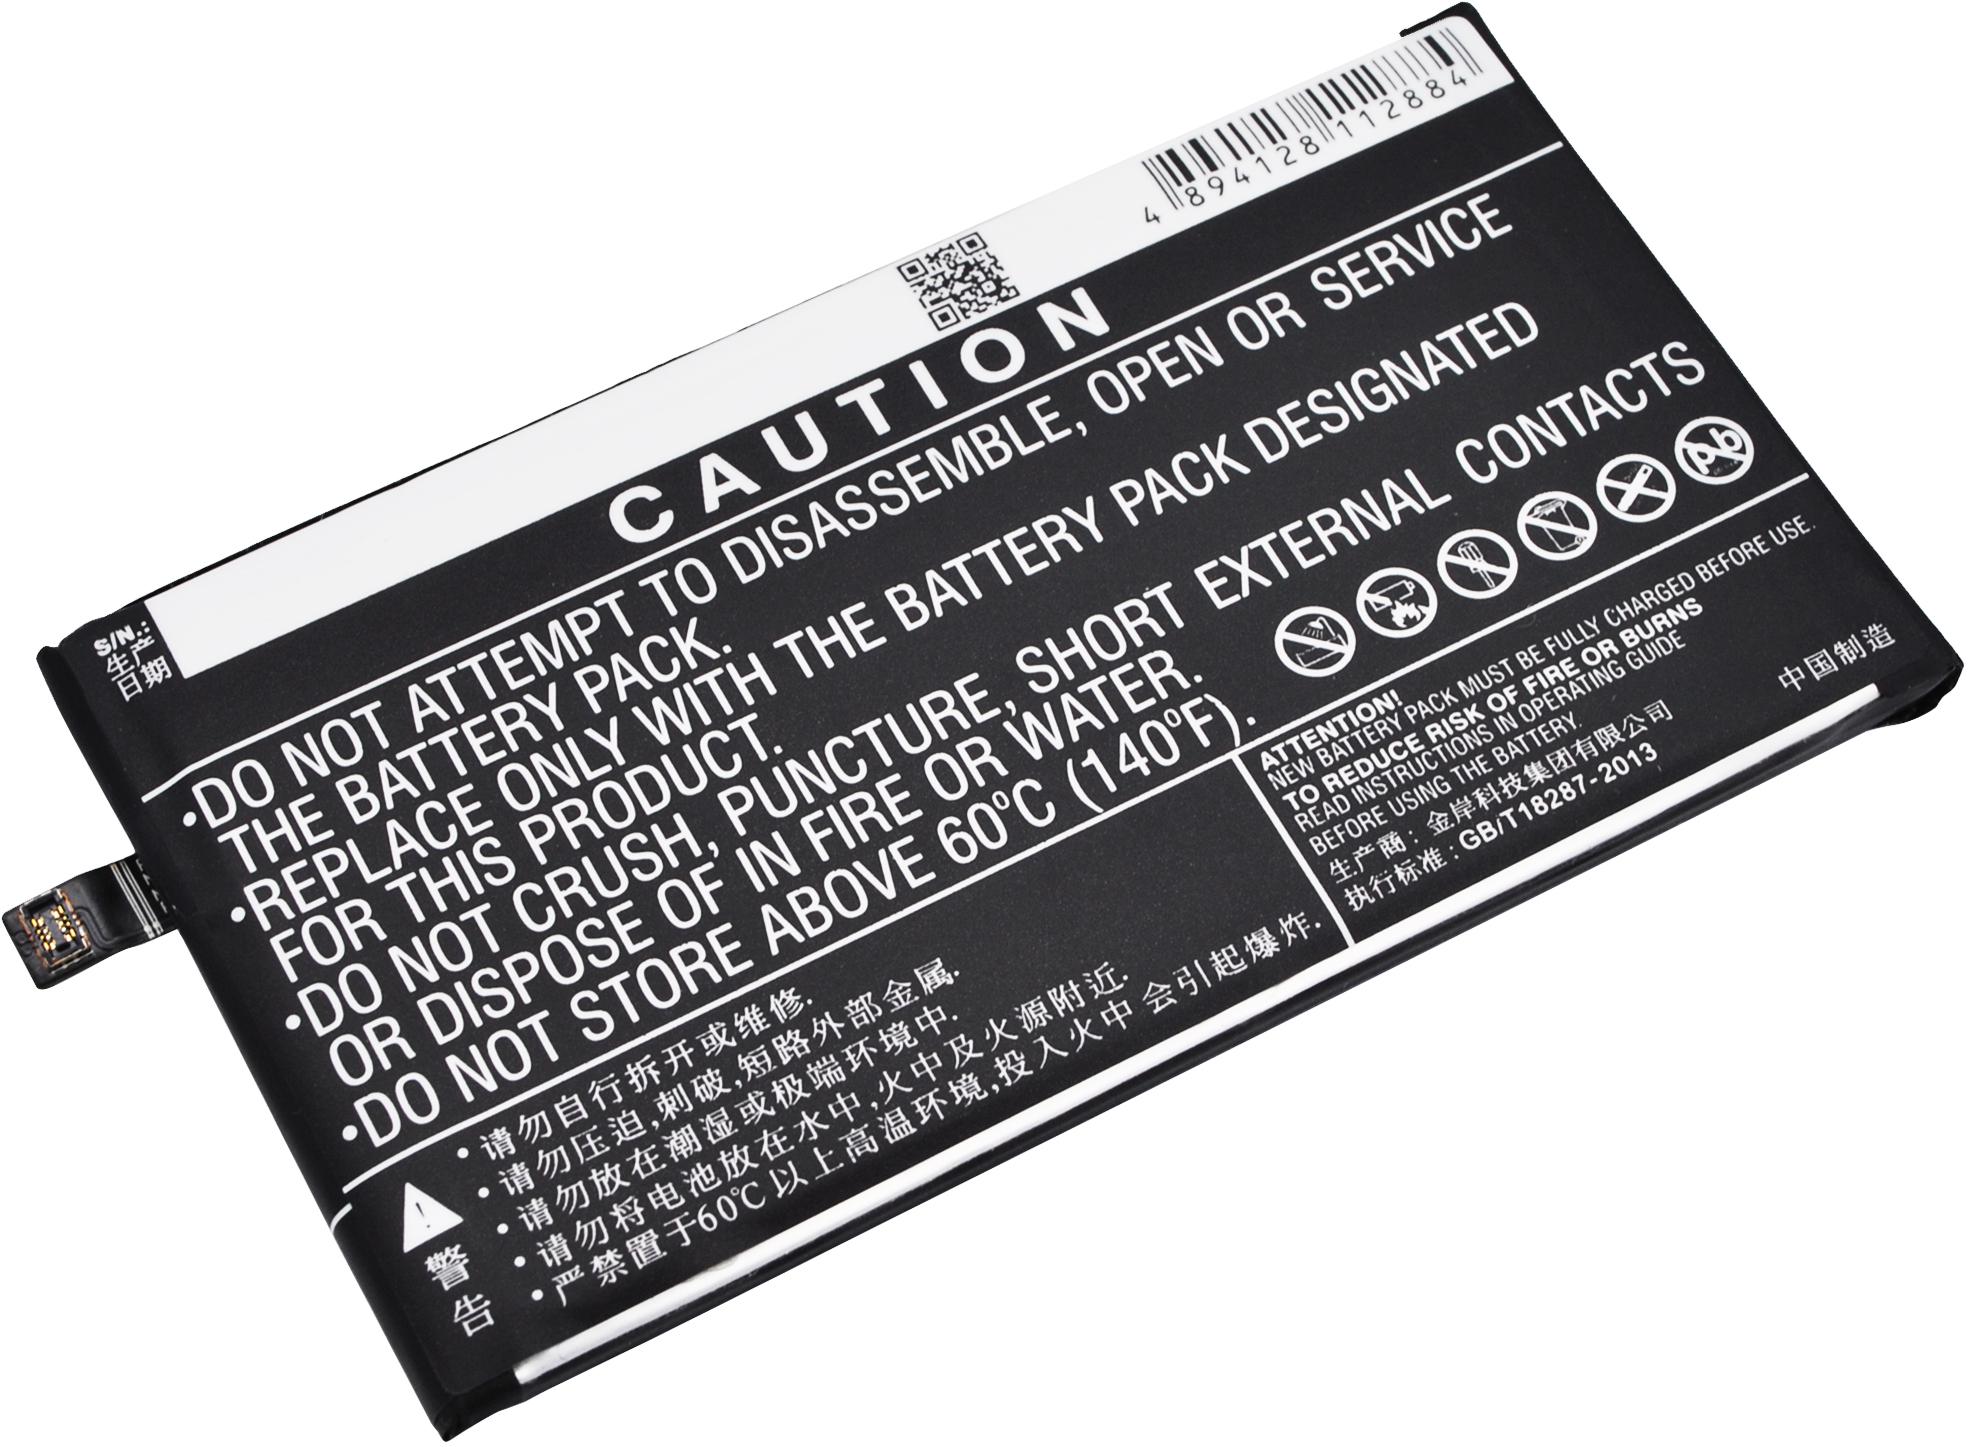 4 894128 112884
S/N.:
生产
日期
CAUTION
•DO NOT ATTEMPT TO DISASSEMBLE, OPEN OR SERVICE
THE BATTERY PACK.
•REPLACE ONLY WITH THE BATTERY PACK DESIGNATED
FOR THIS PRODUCT.
•DO NOT CRUSH, PUNCTURE, SHORT EXTERNAL CONTACTS
OR DISPOSE OF IN FIRE OR WATER.
•DO NOT STORE ABOVE 60°C (140°F).
Pb
ATTENTION!
NEW BATTERY PACK MUST BE FULLY CHARGED BEFORE USE.
TO REDUCE RISK OF FIRE OR BURNS
READ INSTRUCTIONS IN OPERATING GUIDE
BEFORE USING THE BATTERY.
生产商：金岸科技集团有限公司
执行标准：GB/T18287-2013
中国制造
警
告
•请勿自行拆开或维修.
•请勿压迫,刺破,短路外部金属.
•请勿放在潮湿或极端环境中.
•请勿将电池放在水中,火中及火源附近.
•严禁置于60℃以上高温环境,投入火中 会引起爆炸.